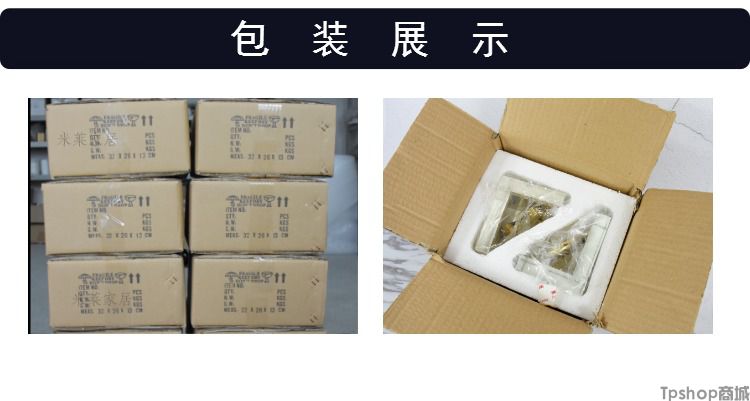 包装展示
FRAGILE
ITEM NO.
QTY. PCS
N.W. KGS
G.W. KGS
MEAS. 32 X 26 X 13 CM
FRAGILE
ITEM NO.
QTY. PCS
N.W. KGS
G.W. KGS
MEAS. 32 X 26 X 13 CM
FRAGILE
ITEM NO.
QTY. PCS
N.W. KGS
G.W. KGS
MEAS. 32 X 26 X 13 CM
FRAGILE
ITEM NO.
QTY. PCS
N.W. KGS
G.W. KGS
MEAS. 32 X 26 X 13 CM
FRAGILE
ITEM NO.
QTY. PCS
N.W. KGS
G.W. KGS
MEAS. 32 X 26 X 13 CM
FRAGILE
ITEM NO.
QTY. PCS
N.W. KGS
G.W. KGS
MEAS. 32 X 26 X 13 CM
米莱家居
Tpshop商城